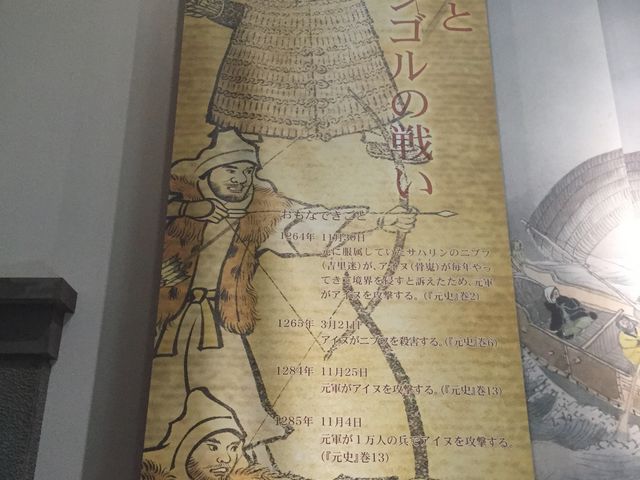 と
ンゴルの戦い
おもなできごと
1264年 11月30日
元に服属していたサハリンのニブフ
(吉里迷)が、アイヌ(骨嵬)が毎年やっ
てきて境界を侵すと訴えたため、元軍
がアイヌを攻撃する。(『元史』巻2)
1265年 3月21日
アイヌがニブフを殺害する。(『元史』巻6)
1284年 11月25日
元軍がアイヌを攻撃する。(『元史』巻13)
1285年 11月4日
元軍が1万人の兵でアイヌを攻撃する。
(『元史』巻13)